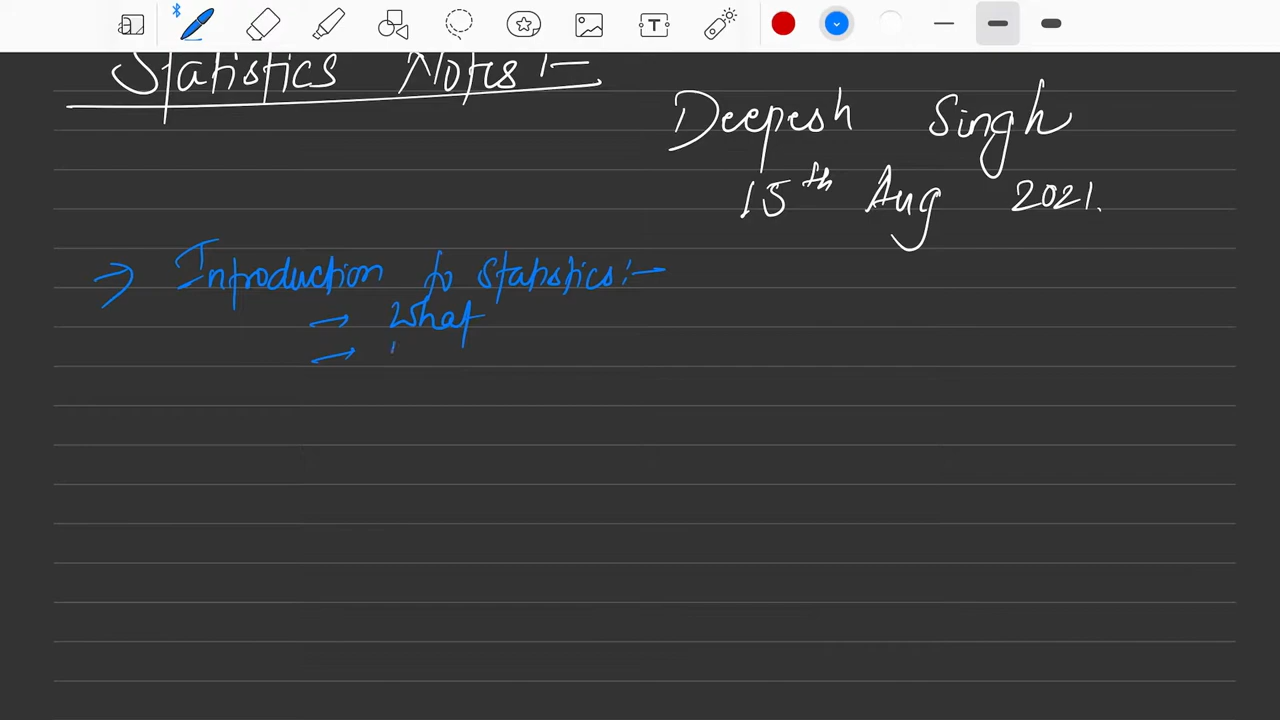 Statistics Notes:-
Deepesh Singh
15th Aug 2021.
→ Introduction to Statistics:-
→ What
→